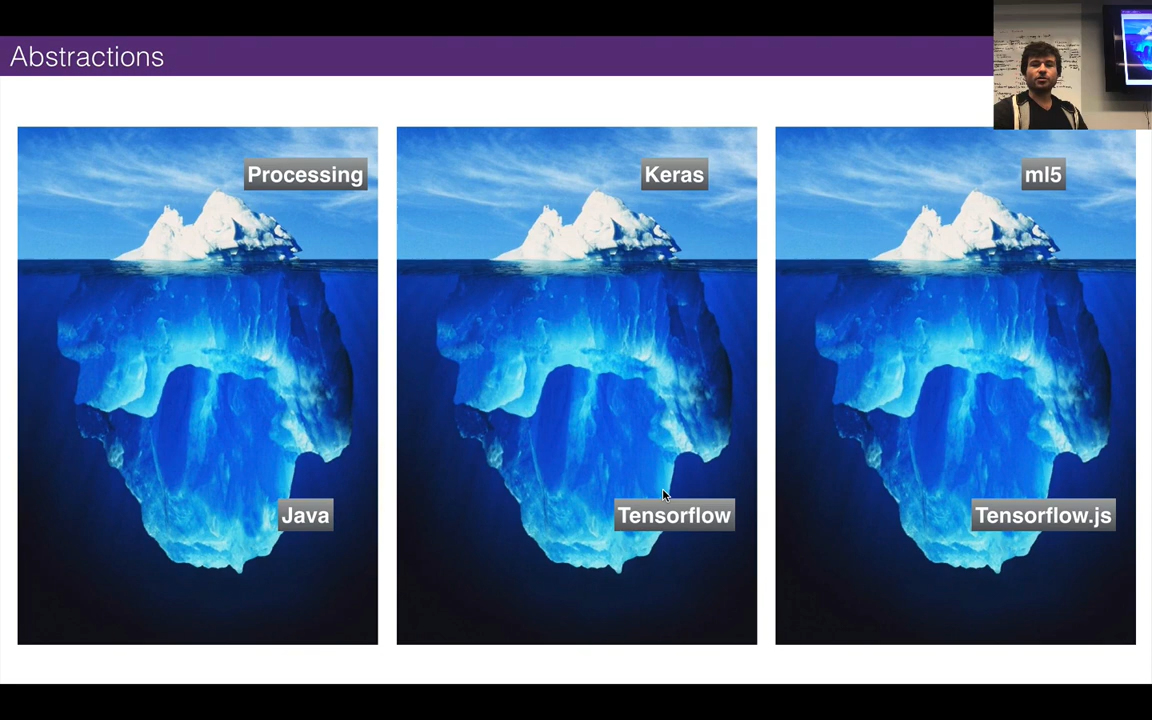 Abstractions
Processing
Keras
ml5
Java
Tensorflow
Tensorflow.js